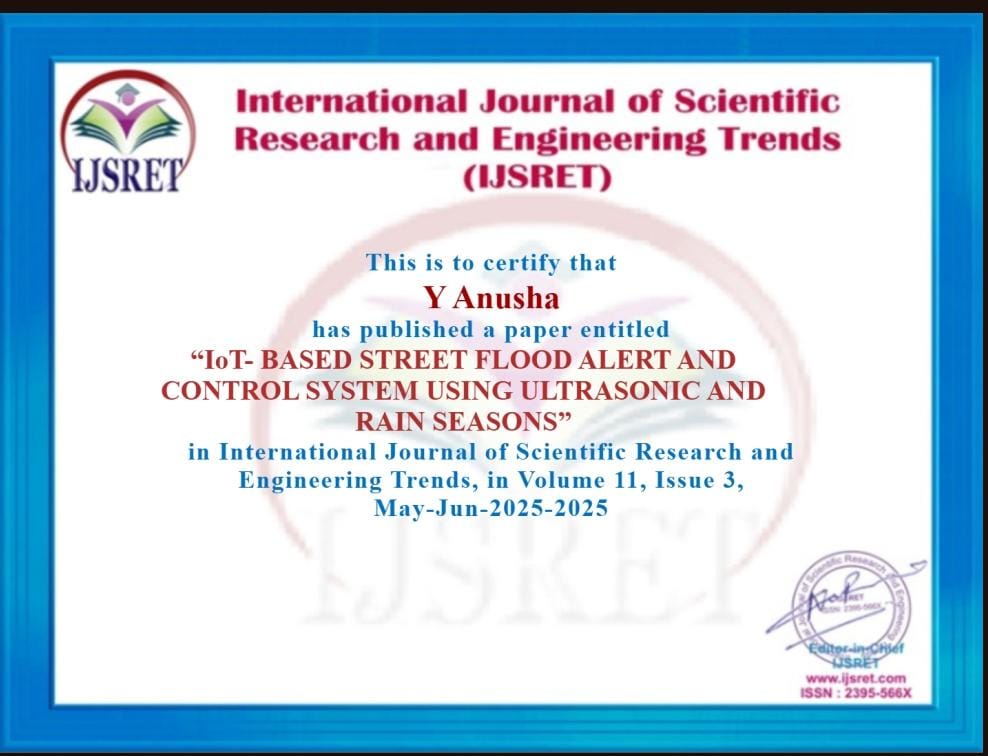 IJSRET
International Journal of Scientific
Research and Engineering Trends
(IJSRET)
This is to certify that
Y Anusha
has published a paper entitled
“IoT- BASED STREET FLOOD ALERT AND
CONTROL SYSTEM USING ULTRASONIC AND
RAIN SEASONS”
in International Journal of Scientific Research and
Engineering Trends, in Volume 11, Issue 3,
May-Jun-2025-2025
IJSRET
of Scientific Research and Engineering
ISSN: 2395-566X
Editor-in-Chief
IJSRET
www.ijsret.com
ISSN : 2395-566X